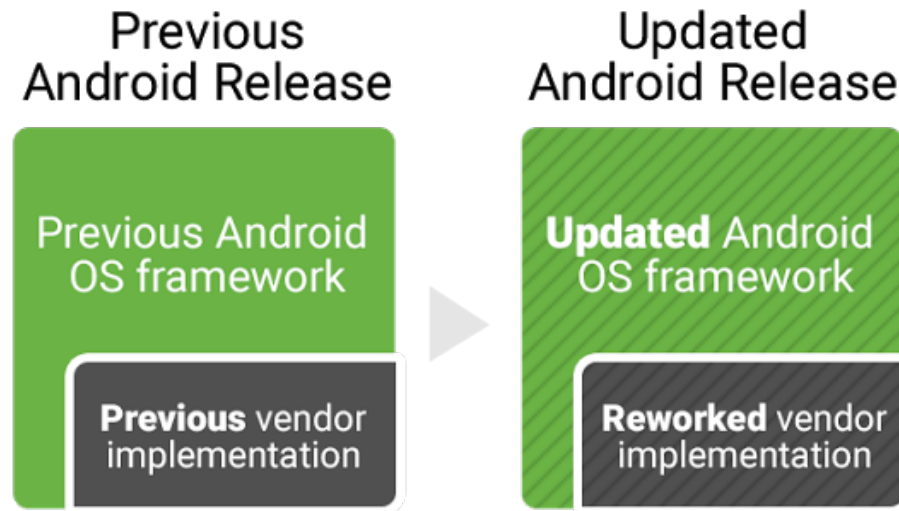 Previous
Android Release
Previous Android
OS framework
Previous vendor
implementation
Updated
Android Release
Updated Android
OS framework
Reworked vendor
implementation